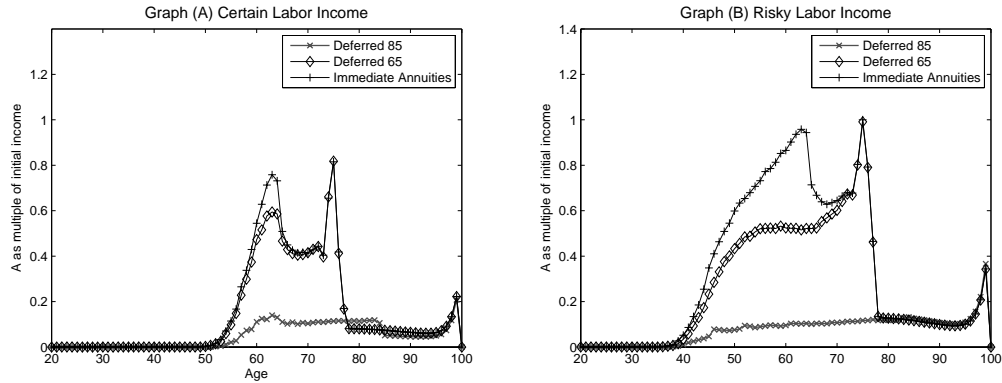 Graph (A) Certain Labor Income
A as multiple of initial income
1.2
1
0.8
0.6
0.4
0.2
0
20 30 40 50 60 70 80 90 100
Age
Deferred 85
Deferred 65
Immediate Annuities
Graph (B) Risky Labor Income
A as multiple of initial income
1.4
1.2
1
0.8
0.6
0.4
0.2
0
20 30 40 50 60 70 80 90 100
Deferred 85
Deferred 65
Immediate Annuities